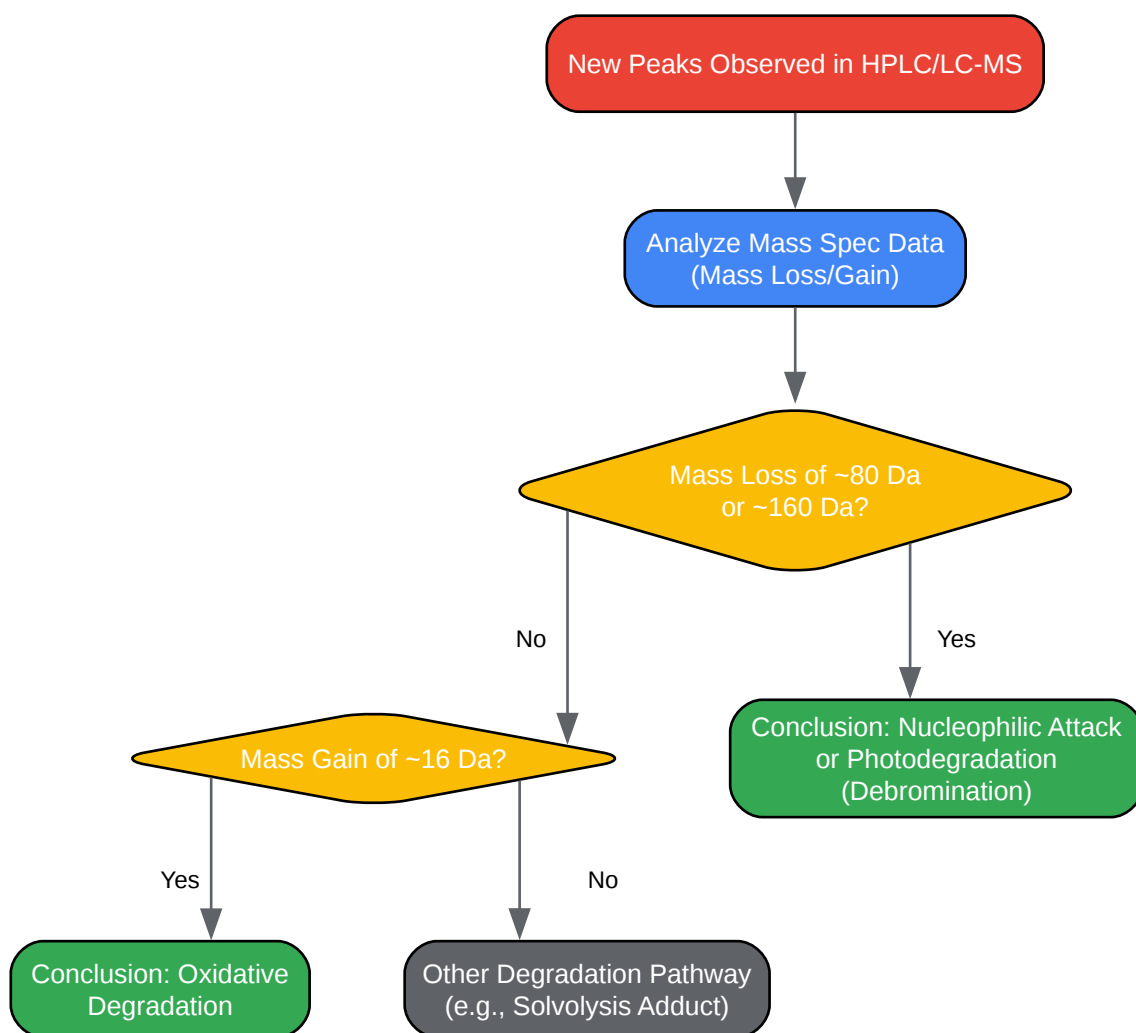 New Peaks Observed in HPLC/LC-MS
Analyze Mass Spec Data
(Mass Loss/Gain)
Mass Loss of ~80 Da
or ~160 Da?
No
Yes
Mass Gain of ~16 Da?
Conclusion: Nucleophilic Attack
or Photodegradation
(Debromination)
Yes
No
Conclusion: Oxidative
Degradation
Other Degradation Pathway
(e.g., Solvolysis Adduct)